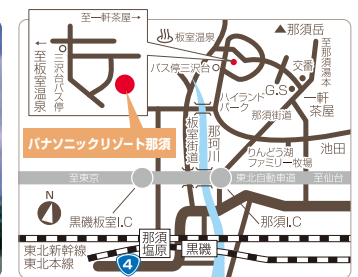 至一軒茶屋→
←至板室温泉
三沢台バス停
パナソニックリゾート那須
板室温泉
バス停三沢台
▲那須岳
至那須湯本
交番
G.S
一軒茶屋
ハイランド
パーク
那須街道
板室街道
那珂川
りんどう湖
ファミリー牧場
池田
←至東京
東北自動車道
至仙台→
N
黒磯板室I.C
那須I.C
那須
塩原
黒磯
東北新幹線
東北本線
4